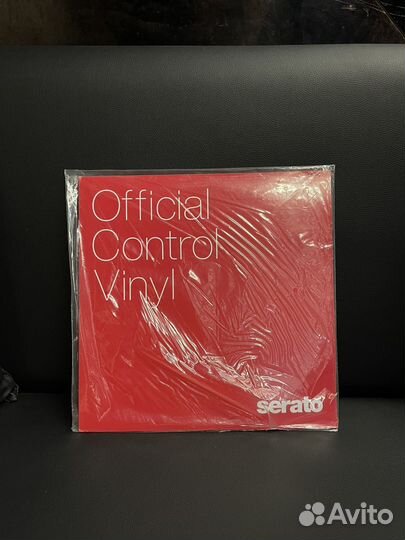 Official
Control
Vinyl
serato
Avito